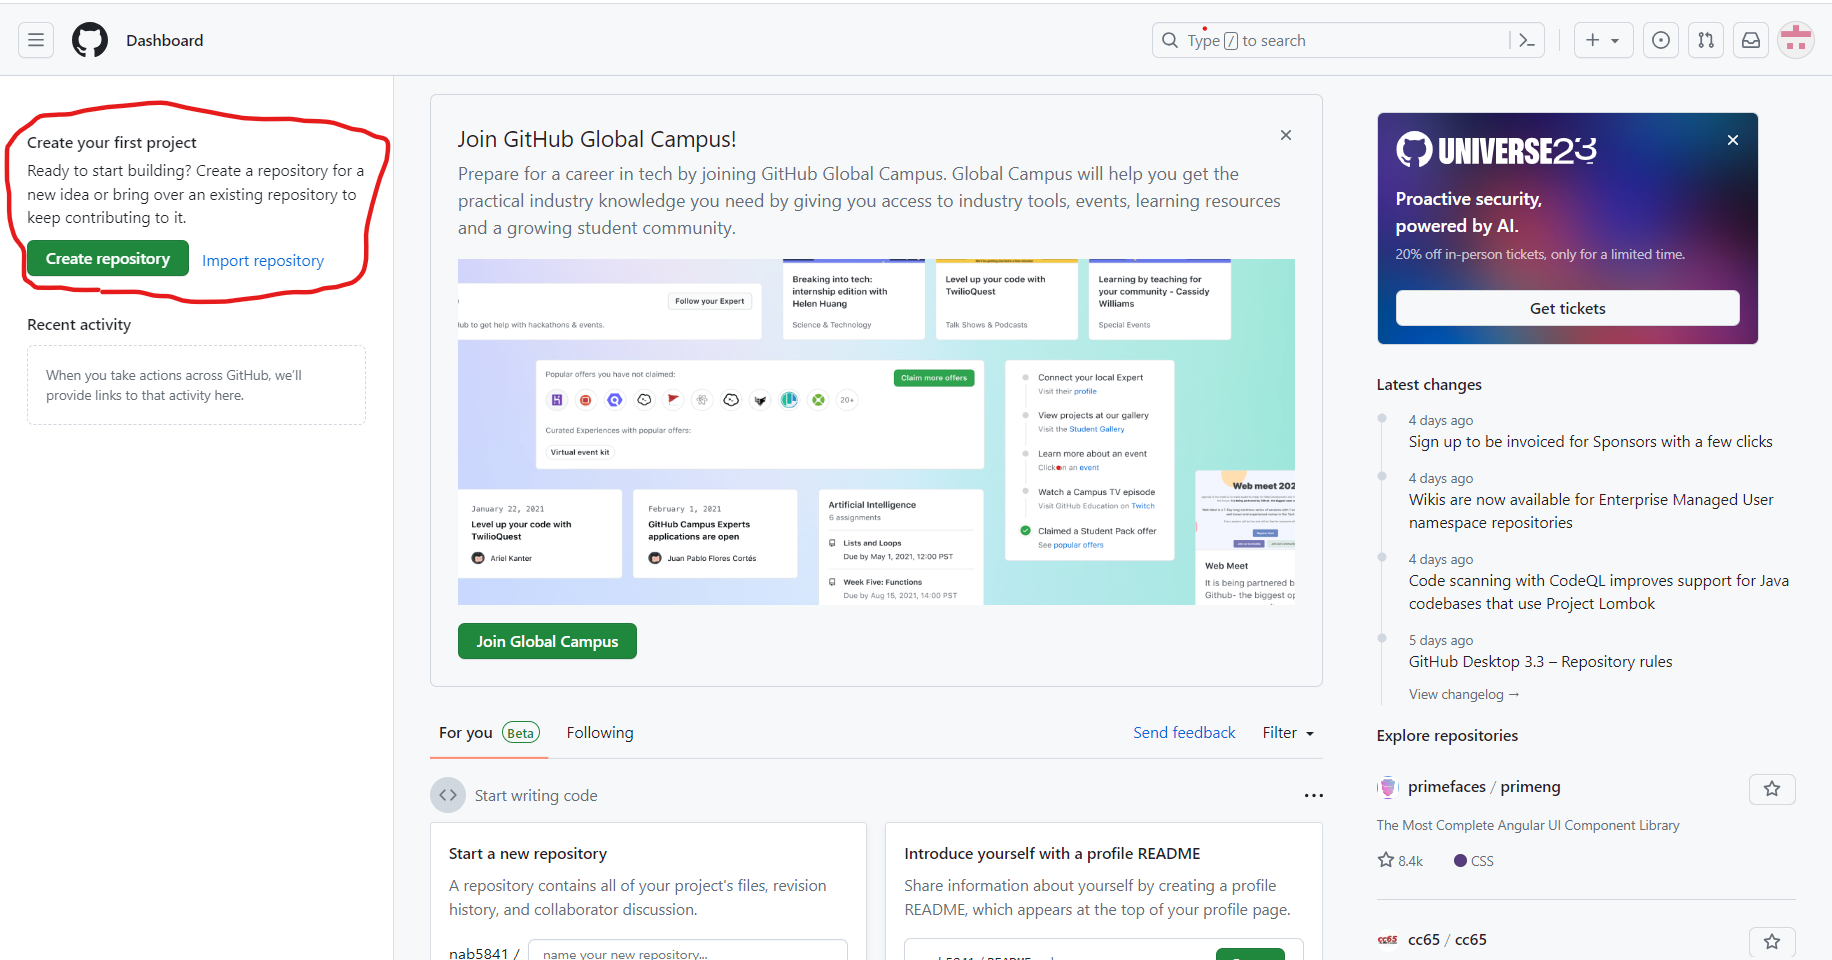 Dashboard
Type / to search
Create your first project
Ready to start building? Create a repository for a
new idea or bring over an existing repository to
keep contributing to it.
Create repository
Import repository
Recent activity
When you take actions across GitHub, we'll
provide links to that activity here.
Join GitHub Global Campus!
Prepare for a career in tech by joining GitHub Global Campus. Global Campus will help you get the
practical industry knowledge you need by giving you access to industry tools, events, learning resources
and a growing student community.
Follow your Expert
to get help with hackathons & events.
Breaking into tech:
internship edition with
Helen Huang
Science & Technology
Level up your code with
TwilioQuest
Talk Shows & Podcasts
Learning by teaching for
your community - Cassidy
Williams
Special Events
Popular offers you have not claimed:
Claim more offers
20+
Curated Experiences with popular offers:
Virtual event kit
Connect your local Expert
Visit their profile
View projects at our gallery
Visit the Student Gallery
Learn more about an event
Click on an event
Watch a Campus TV episode
Visit GitHub Education on Twitch
Claimed a Student Pack offer
See popular offers
January 22, 2021
Level up your code with
TwilioQuest
Ariel Kanter
February 1, 2021
GitHub Campus Experts
applications are open
Juan Pablo Flores Cortés
Artificial Intelligence
6 assignments
Lists and Loops
Due by May 1, 2021, 12:00 PST
Week Five: Functions
Due by Aug 15, 2021, 14:00 PST
Web meet 202
Web Meet
It is being partnered b
Github- the biggest op
Join Global Campus
For you Beta
Following
Send feedback
Filter
Start writing code
Start a new repository
A repository contains all of your project's files, revision
history, and collaborator discussion.
nab5841 /
name your new repository...
Introduce yourself with a profile README
Share information about yourself by creating a profile
README, which appears at the top of your profile page.
UNIVERSE23
Proactive security,
powered by AI.
20% off in-person tickets, only for a limited time.
Get tickets
Latest changes
4 days ago
Sign up to be invoiced for Sponsors with a few clicks
4 days ago
Wikis are now available for Enterprise Managed User
namespace repositories
4 days ago
Code scanning with CodeQL improves support for Java
codebases that use Project Lombok
5 days ago
GitHub Desktop 3.3 – Repository rules
View changelog →
Explore repositories
primefaces / primeng
The Most Complete Angular UI Component Library
8.4k
CSS
cc65
cc65 / cc65